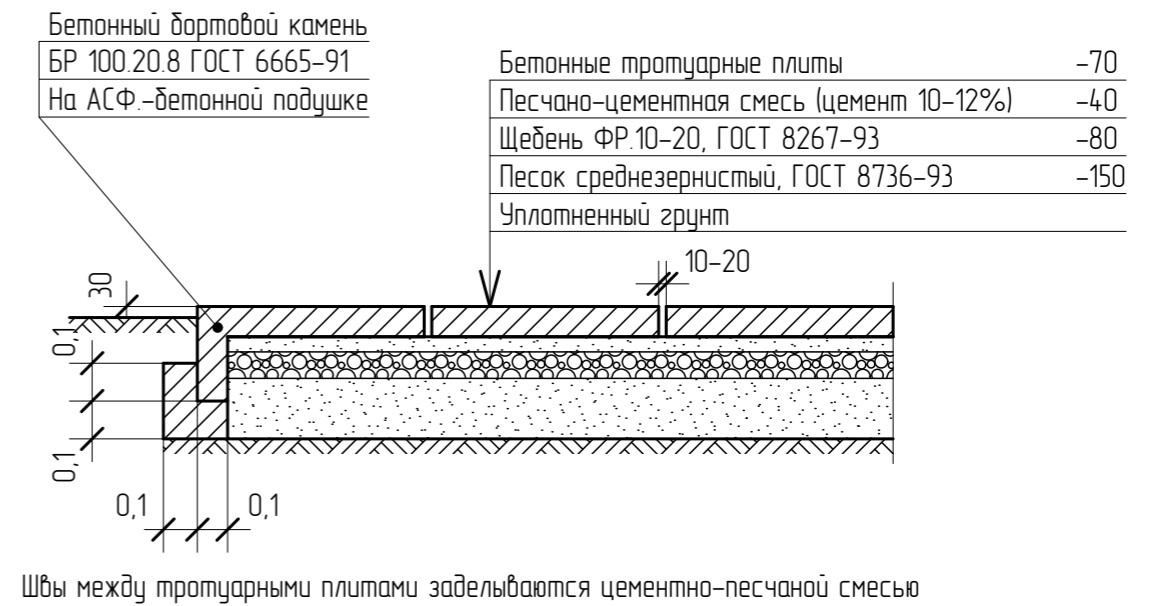 Бетонный бортовой камень
БР 100.20.8 ГОСТ 6665-91
На АСФ.-бетонной подушке
Бетонные тротуарные плиты -70
Песчано-цементная смесь (цемент 10-12%) -40
Щебень ФР.10-20, ГОСТ 8267-93 -80
Песок среднезернистый, ГОСТ 8736-93 -150
Уплотненный грунт
10-20
30
0,1
0,1
0,1 0,1
Швы между тротуарными плитами заделываются цементно-песчаной смесью